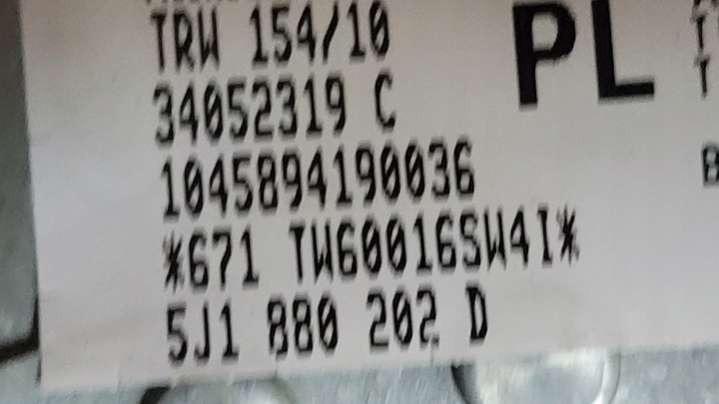 TRW 154/10
PL
34052319 C
1045894190036
*671 TW60016SW4I*
5J1 880 202 D